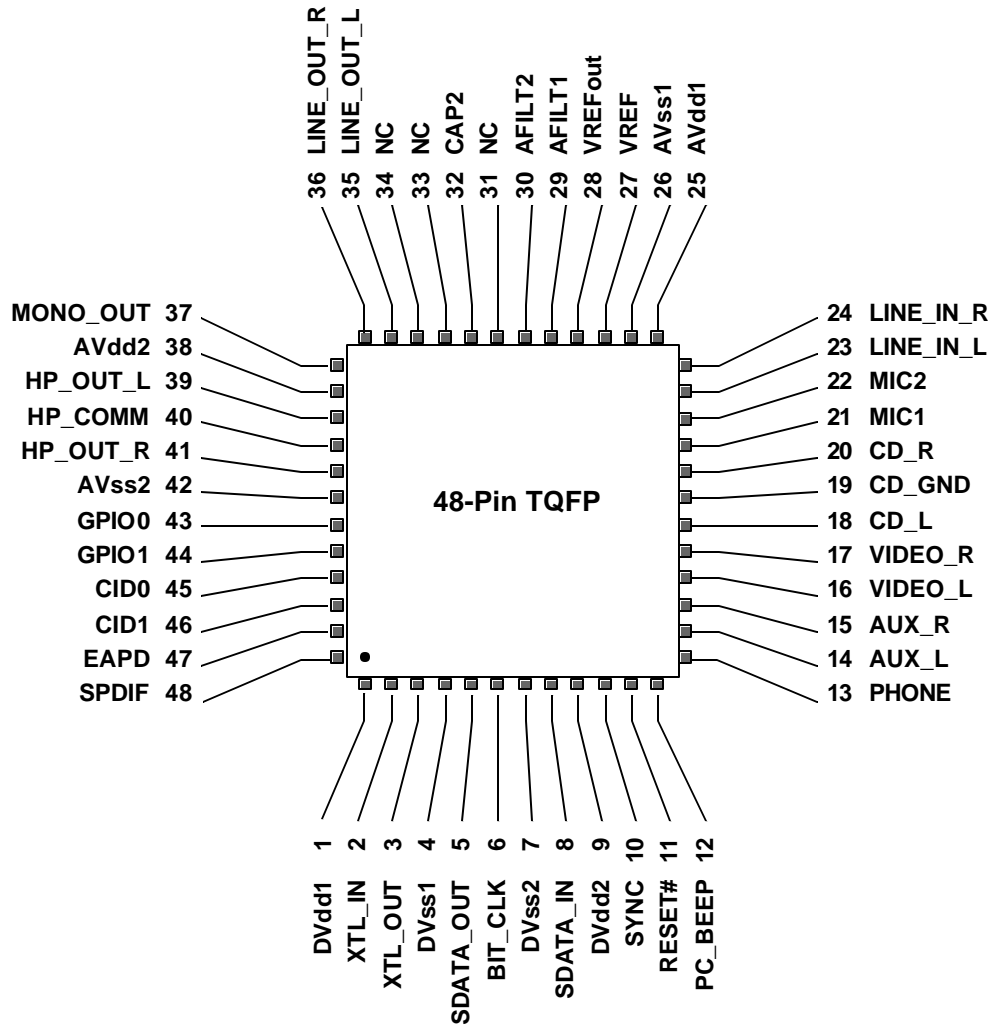 36 LINE_OUT_R
35 LINE_OUT_L
34 NC
33 NC
32 CAP2
31 NC
30 AFILT2
29 AFILT1
28 VREFout
27 VREF
26 AVss1
25 AVdd1
MONO_OUT 37
AVdd2 38
HP_OUT_L 39
HP_COMM 40
HP_OUT_R 41
AVss2 42
GPIO0 43
GPIO1 44
CID0 45
CID1 46
EAPD 47
SPDIF 48
48-Pin TQFP
24 LINE_IN_R
23 LINE_IN_L
22 MIC2
21 MIC1
20 CD_R
19 CD_GND
18 CD_L
17 VIDEO_R
16 VIDEO_L
15 AUX_R
14 AUX_L
13 PHONE
DVdd1 1
XTL_IN 2
XTL_OUT 3
DVss1 4
SDATA_OUT 5
BIT_CLK 6
DVss2 7
SDATA_IN 8
DVdd2 9
SYNC 10
RESET# 11
PC_BEEP 12